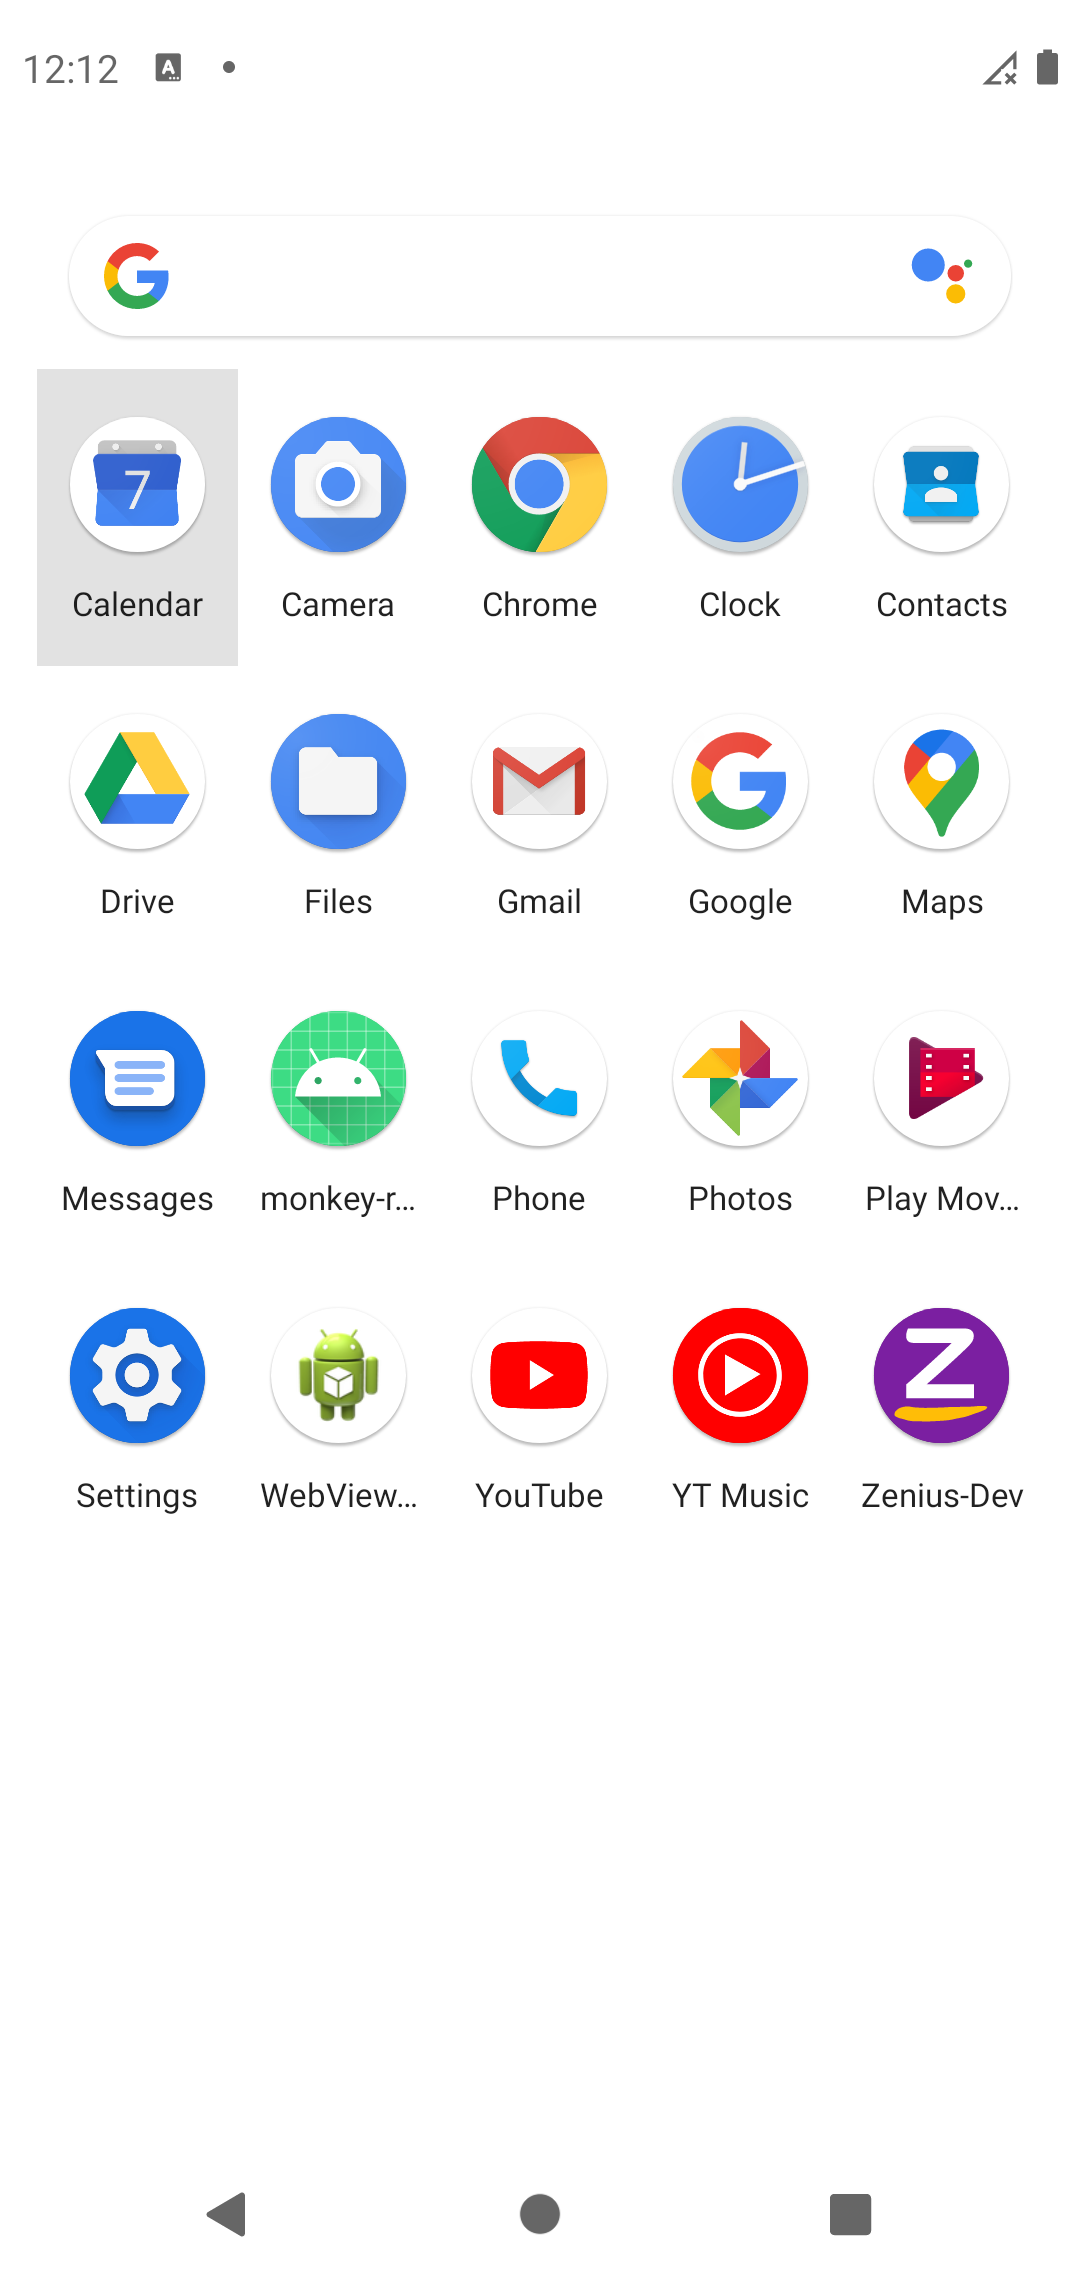 12:12
Calendar Camera Chrome Clock Contacts
Drive Files Gmail Google Maps
Messages monkey-r... Phone Photos Play Mov...
Settings WebView... YouTube YT Music Zenius-Dev